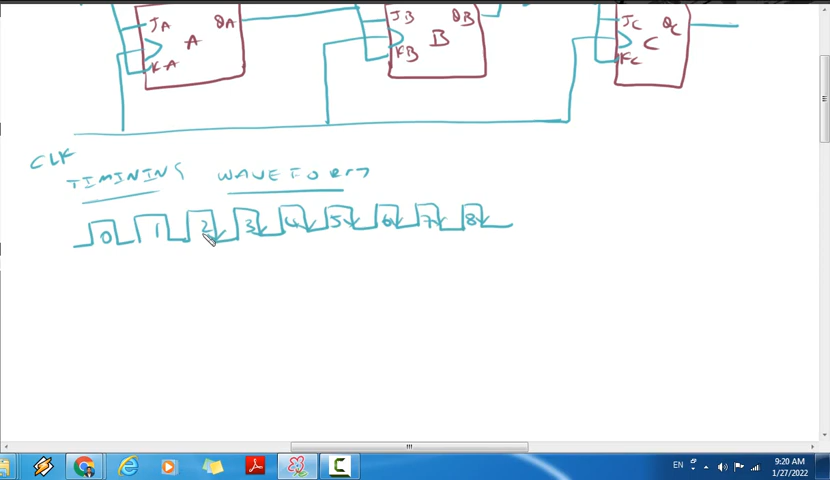 JA QA JB QB JC QC
A B C
KA KB KC
CLK
TIMINING WAVEFORM
0 1 2 3 4 5 6 7 8
EN 9:20 AM
1/27/2022